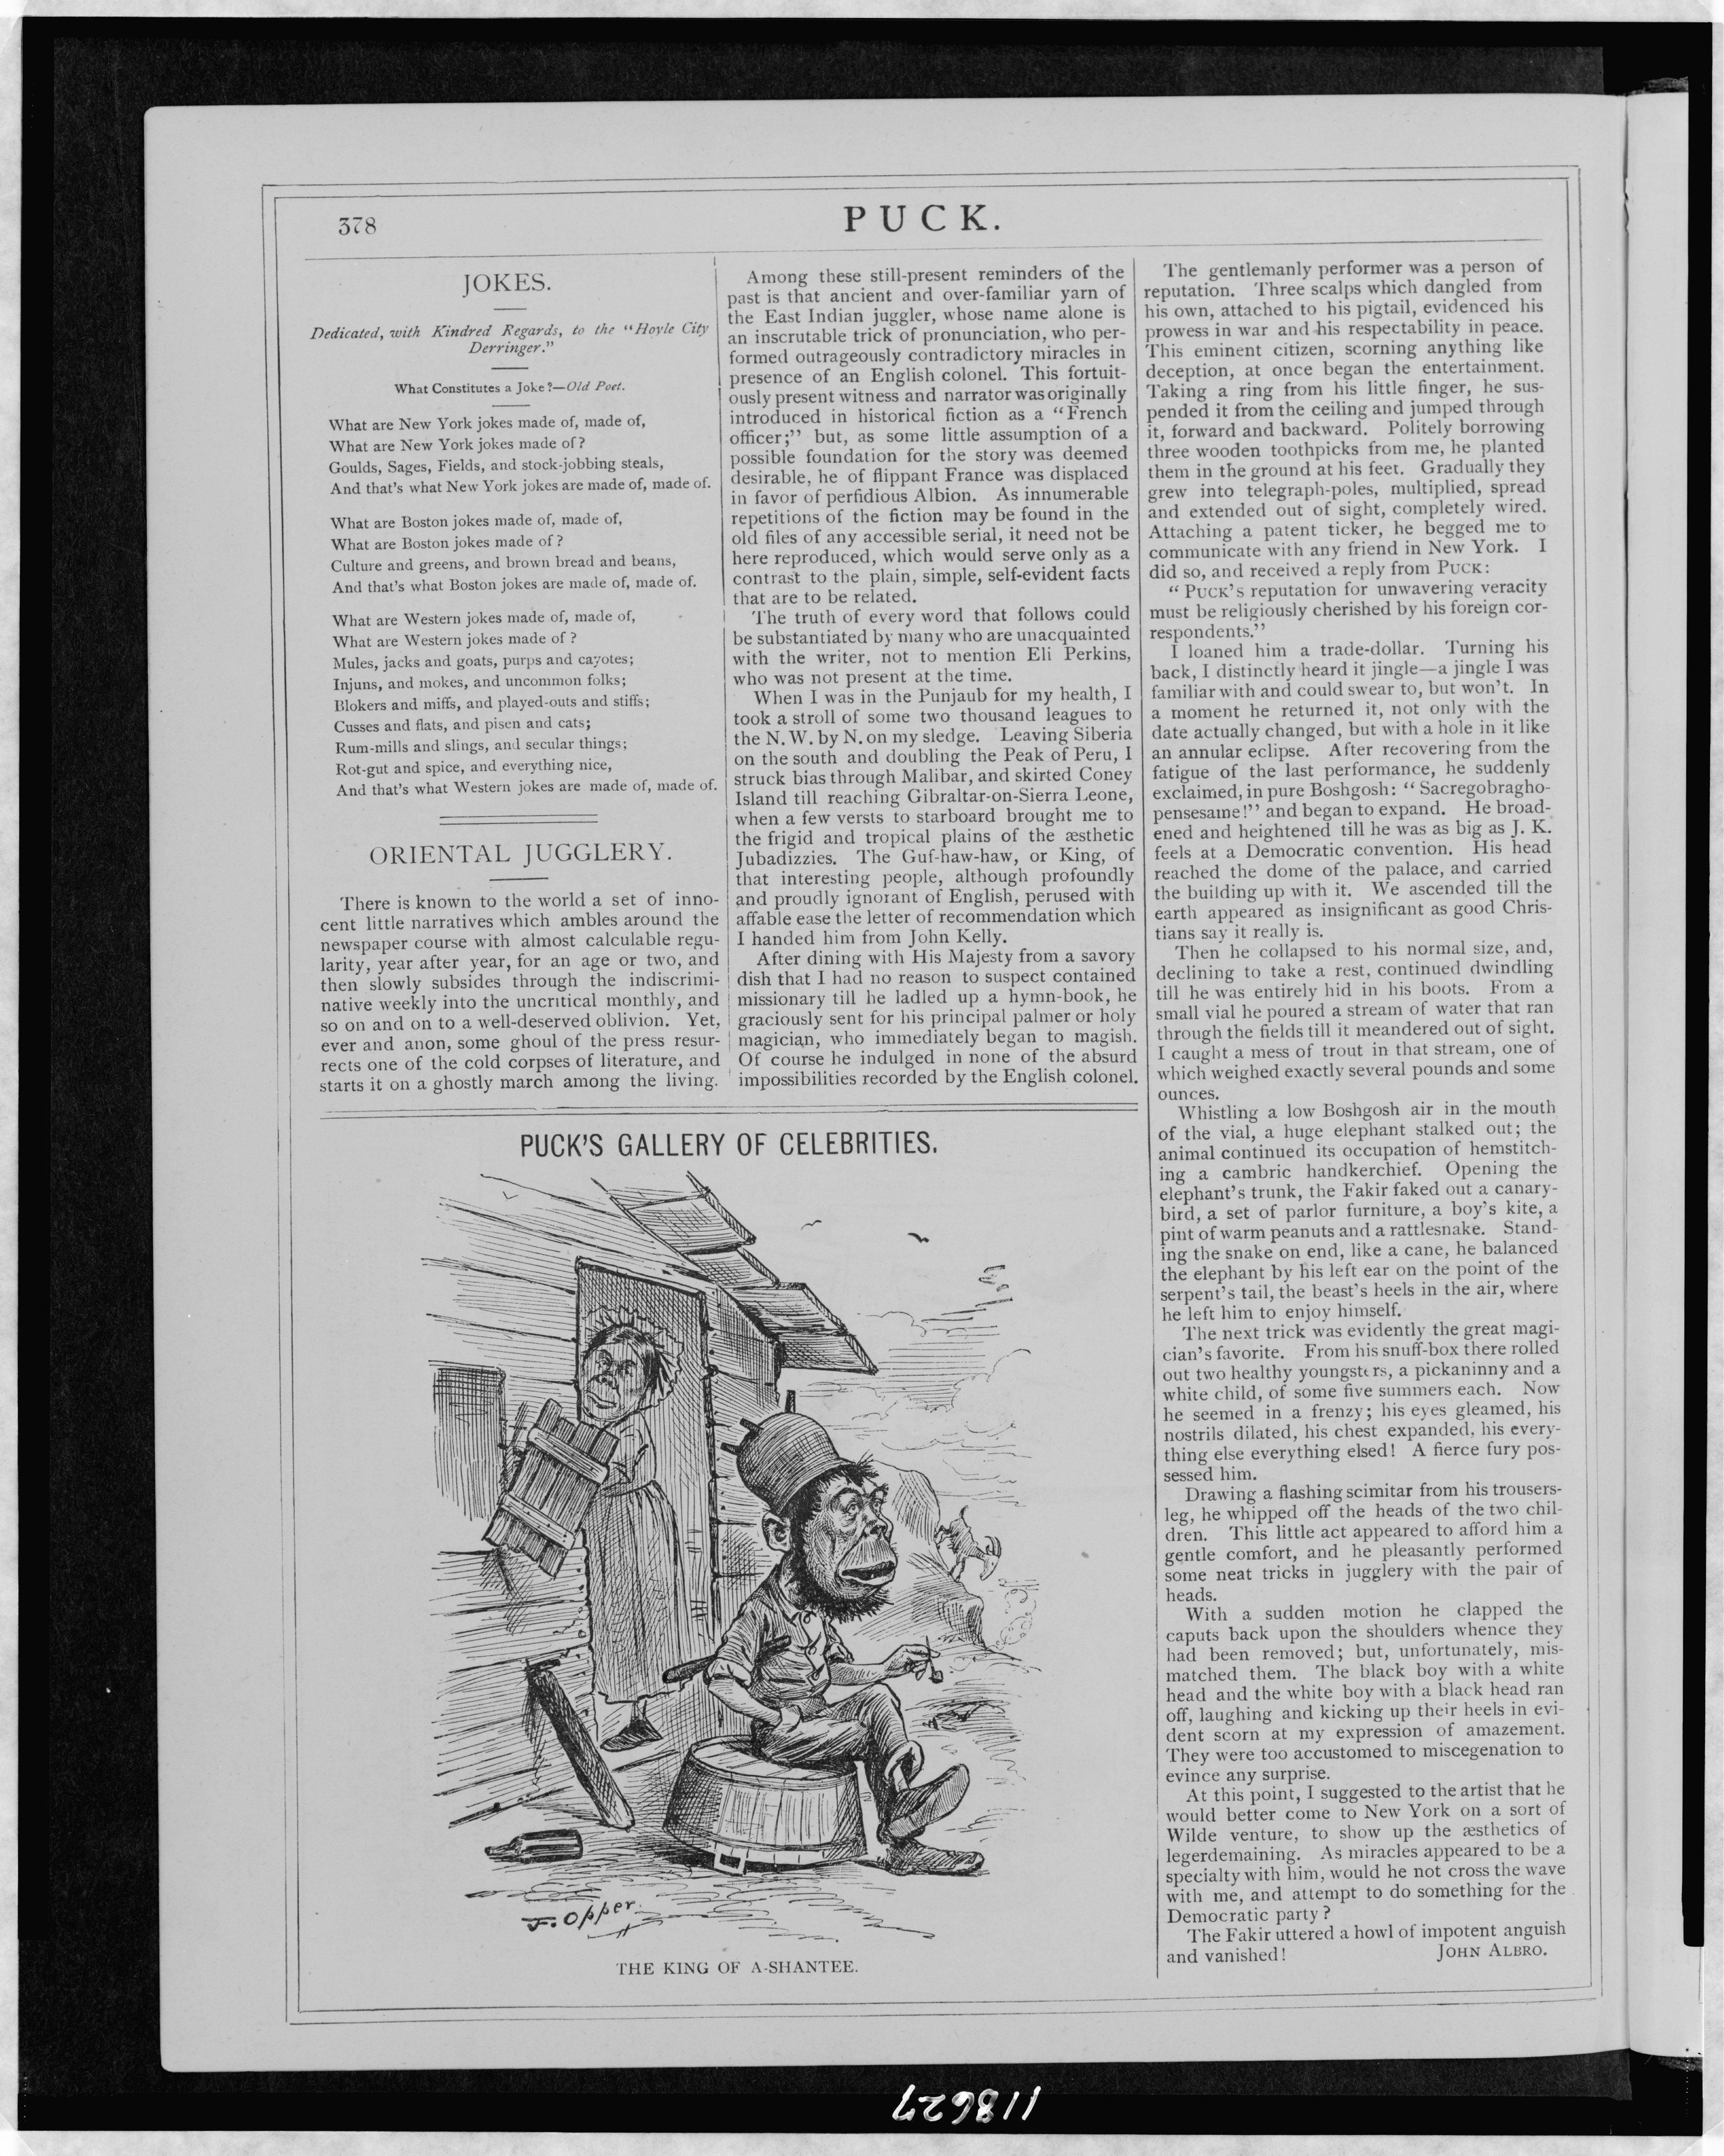 378
PUCK.
JOKES.
Dedicated, with Kindred Regards, to the "Hoyle City
Derringer."
What Constitutes a Joke?—Old Poet.
What are New York jokes made of, made of,
What are New York jokes made of?
Goulds, Sages, Fields, and stock-jobbing steals,
And that's what New York jokes are made of, made of.
What are Boston jokes made of, made of,
What are Boston jokes made of?
Culture and greens, and brown bread and beans,
And that's what Boston jokes are made of, made of.
What are Western jokes made of, made of,
What are Western jokes made of?
Mules, jacks and goats, purps and cayotes;
Injuns, and mokes, and uncommon folks;
Blokers and miffs, and played-outs and stiffs;
Cusses and flats, and pisen and cats;
Rum-mills and slings, and secular things;
Rot-gut and spice, and everything nice,
And that's what Western jokes are made of, made of.
ORIENTAL JUGGLERY.
There is known to the world a set of inno-
cent little narratives which ambles around the
newspaper course with almost calculable regu-
larity, year after year, for an age or two, and
then slowly subsides through the indiscrimi-
native weekly into the uncritical monthly, and
so on and on to a well-deserved oblivion. Yet,
ever and anon, some ghoul of the press resur-
rects one of the cold corpses of literature, and
starts it on a ghostly march among the living.
Among these still-present reminders of the
past is that ancient and over-familiar yarn of
the East Indian juggler, whose name alone is
an inscrutable trick of pronunciation, who per-
formed outrageously contradictory miracles in
presence of an English colonel. This fortuit-
ously present witness and narrator was originally
introduced in historical fiction as a "French
officer;" but, as some little assumption of a
possible foundation for the story was deemed
desirable, he of flippant France was displaced
in favor of perfidious Albion. As innumerable
repetitions of the fiction may be found in the
old files of any accessible serial, it need not be
here reproduced, which would serve only as a
contrast to the plain, simple, self-evident facts
that are to be related.
The truth of every word that follows could
be substantiated by many who are unacquainted
with the writer, not to mention Eli Perkins,
who was not present at the time.
When I was in the Punjaub for my health, I
took a stroll of some two thousand leagues to
the N. W. by N. on my sledge. Leaving Siberia
on the south and doubling the Peak of Peru, I
struck bias through Malibar, and skirted Coney
Island till reaching Gibraltar-on-Sierra Leone,
when a few versts to starboard brought me to
the frigid and tropical plains of the æsthetic
Jubadizzies. The Guf-haw-haw, or King, of
that interesting people, although profoundly
and proudly ignorant of English, perused with
affable ease the letter of recommendation which
I handed him from John Kelly.
After dining with His Majesty from a savory
dish that I had no reason to suspect contained
missionary till he ladled up a hymn-book, he
graciously sent for his principal palmer or holy
magician, who immediately began to magish.
Of course he indulged in none of the absurd
impossibilities recorded by the English colonel.
The gentlemanly performer was a person of
reputation. Three scalps which dangled from
his own, attached to his pigtail, evidenced his
prowess in war and his respectability in peace.
This eminent citizen, scorning anything like
deception, at once began the entertainment.
Taking a ring from his little finger, he sus-
pended it from the ceiling and jumped through
it, forward and backward. Politely borrowing
three wooden toothpicks from me, he planted
them in the ground at his feet. Gradually they
grew into telegraph-poles, multiplied, spread
and extended out of sight, completely wired.
Attaching a patent ticker, he begged me to
communicate with any friend in New York. I
did so, and received a reply from PUCK:
"PUCK'S reputation for unwavering veracity
must be religiously cherished by his foreign cor-
respondents."
I loaned him a trade-dollar. Turning his
back, I distinctly heard it jingle—a jingle I was
familiar with and could swear to, but won't. In
a moment he returned it, not only with the
date actually changed, but with a hole in it like
an annular eclipse. After recovering from the
fatigue of the last performance, he suddenly
exclaimed, in pure Boshgosh: "Sacregobragho-
pensesame!" and began to expand. He broad-
ened and heightened till he was as big as J. K.
feels at a Democratic convention. His head
reached the dome of the palace, and carried
the building up with it. We ascended till the
earth appeared as insignificant as good Chris-
tians say it really is.
Then he collapsed to his normal size, and,
declining to take a rest, continued dwindling
till he was entirely hid in his boots. From a
small vial he poured a stream of water that ran
through the fields till it meandered out of sight.
I caught a mess of trout in that stream, one of
which weighed exactly several pounds and some
ounces.
Whistling a low Boshgosh air in the mouth
of the vial, a huge elephant stalked out; the
animal continued its occupation of hemstitch-
ing a cambric handkerchief. Opening the
elephant's trunk, the Fakir faked out a canary-
bird, a set of parlor furniture, a boy's kite, a
pint of warm peanuts and a rattlesnake. Stand-
ing the snake on end, like a cane, he balanced
the elephant by his left ear on the point of the
serpent's tail, the beast's heels in the air, where
he left him to enjoy himself.
The next trick was evidently the great magi-
cian's favorite. From his snuff-box there rolled
out two healthy youngsters, a pickaninny and a
white child, of some five summers each. Now
he seemed in a frenzy; his eyes gleamed, his
nostrils dilated, his chest expanded, his every-
thing else everything elsed! A fierce fury pos-
sessed him.
Drawing a flashing scimitar from his trousers-
leg, he whipped off the heads of the two chil-
dren. This little act appeared to afford him a
gentle comfort, and he pleasantly performed
some neat tricks in jugglery with the pair of
heads.
With a sudden motion he clapped the
caputs back upon the shoulders whence they
had been removed; but, unfortunately, mis-
matched them. The black boy with a white
head and the white boy with a black head ran
off, laughing and kicking up their heels in evi-
dent scorn at my expression of amazement.
They were too accustomed to miscegenation to
evince any surprise.
At this point, I suggested to the artist that he
would better come to New York on a sort of
Wilde venture, to show up the æsthetics of
legerdemaining. As miracles appeared to be a
specialty with him, would he not cross the wave
with me, and attempt to do something for the
Democratic party?
The Fakir uttered a howl of impotent anguish
and vanished! JOHN ALBRO.
PUCK'S GALLERY OF CELEBRITIES.
F. Opper.
THE KING OF A-SHANTEE.
118627